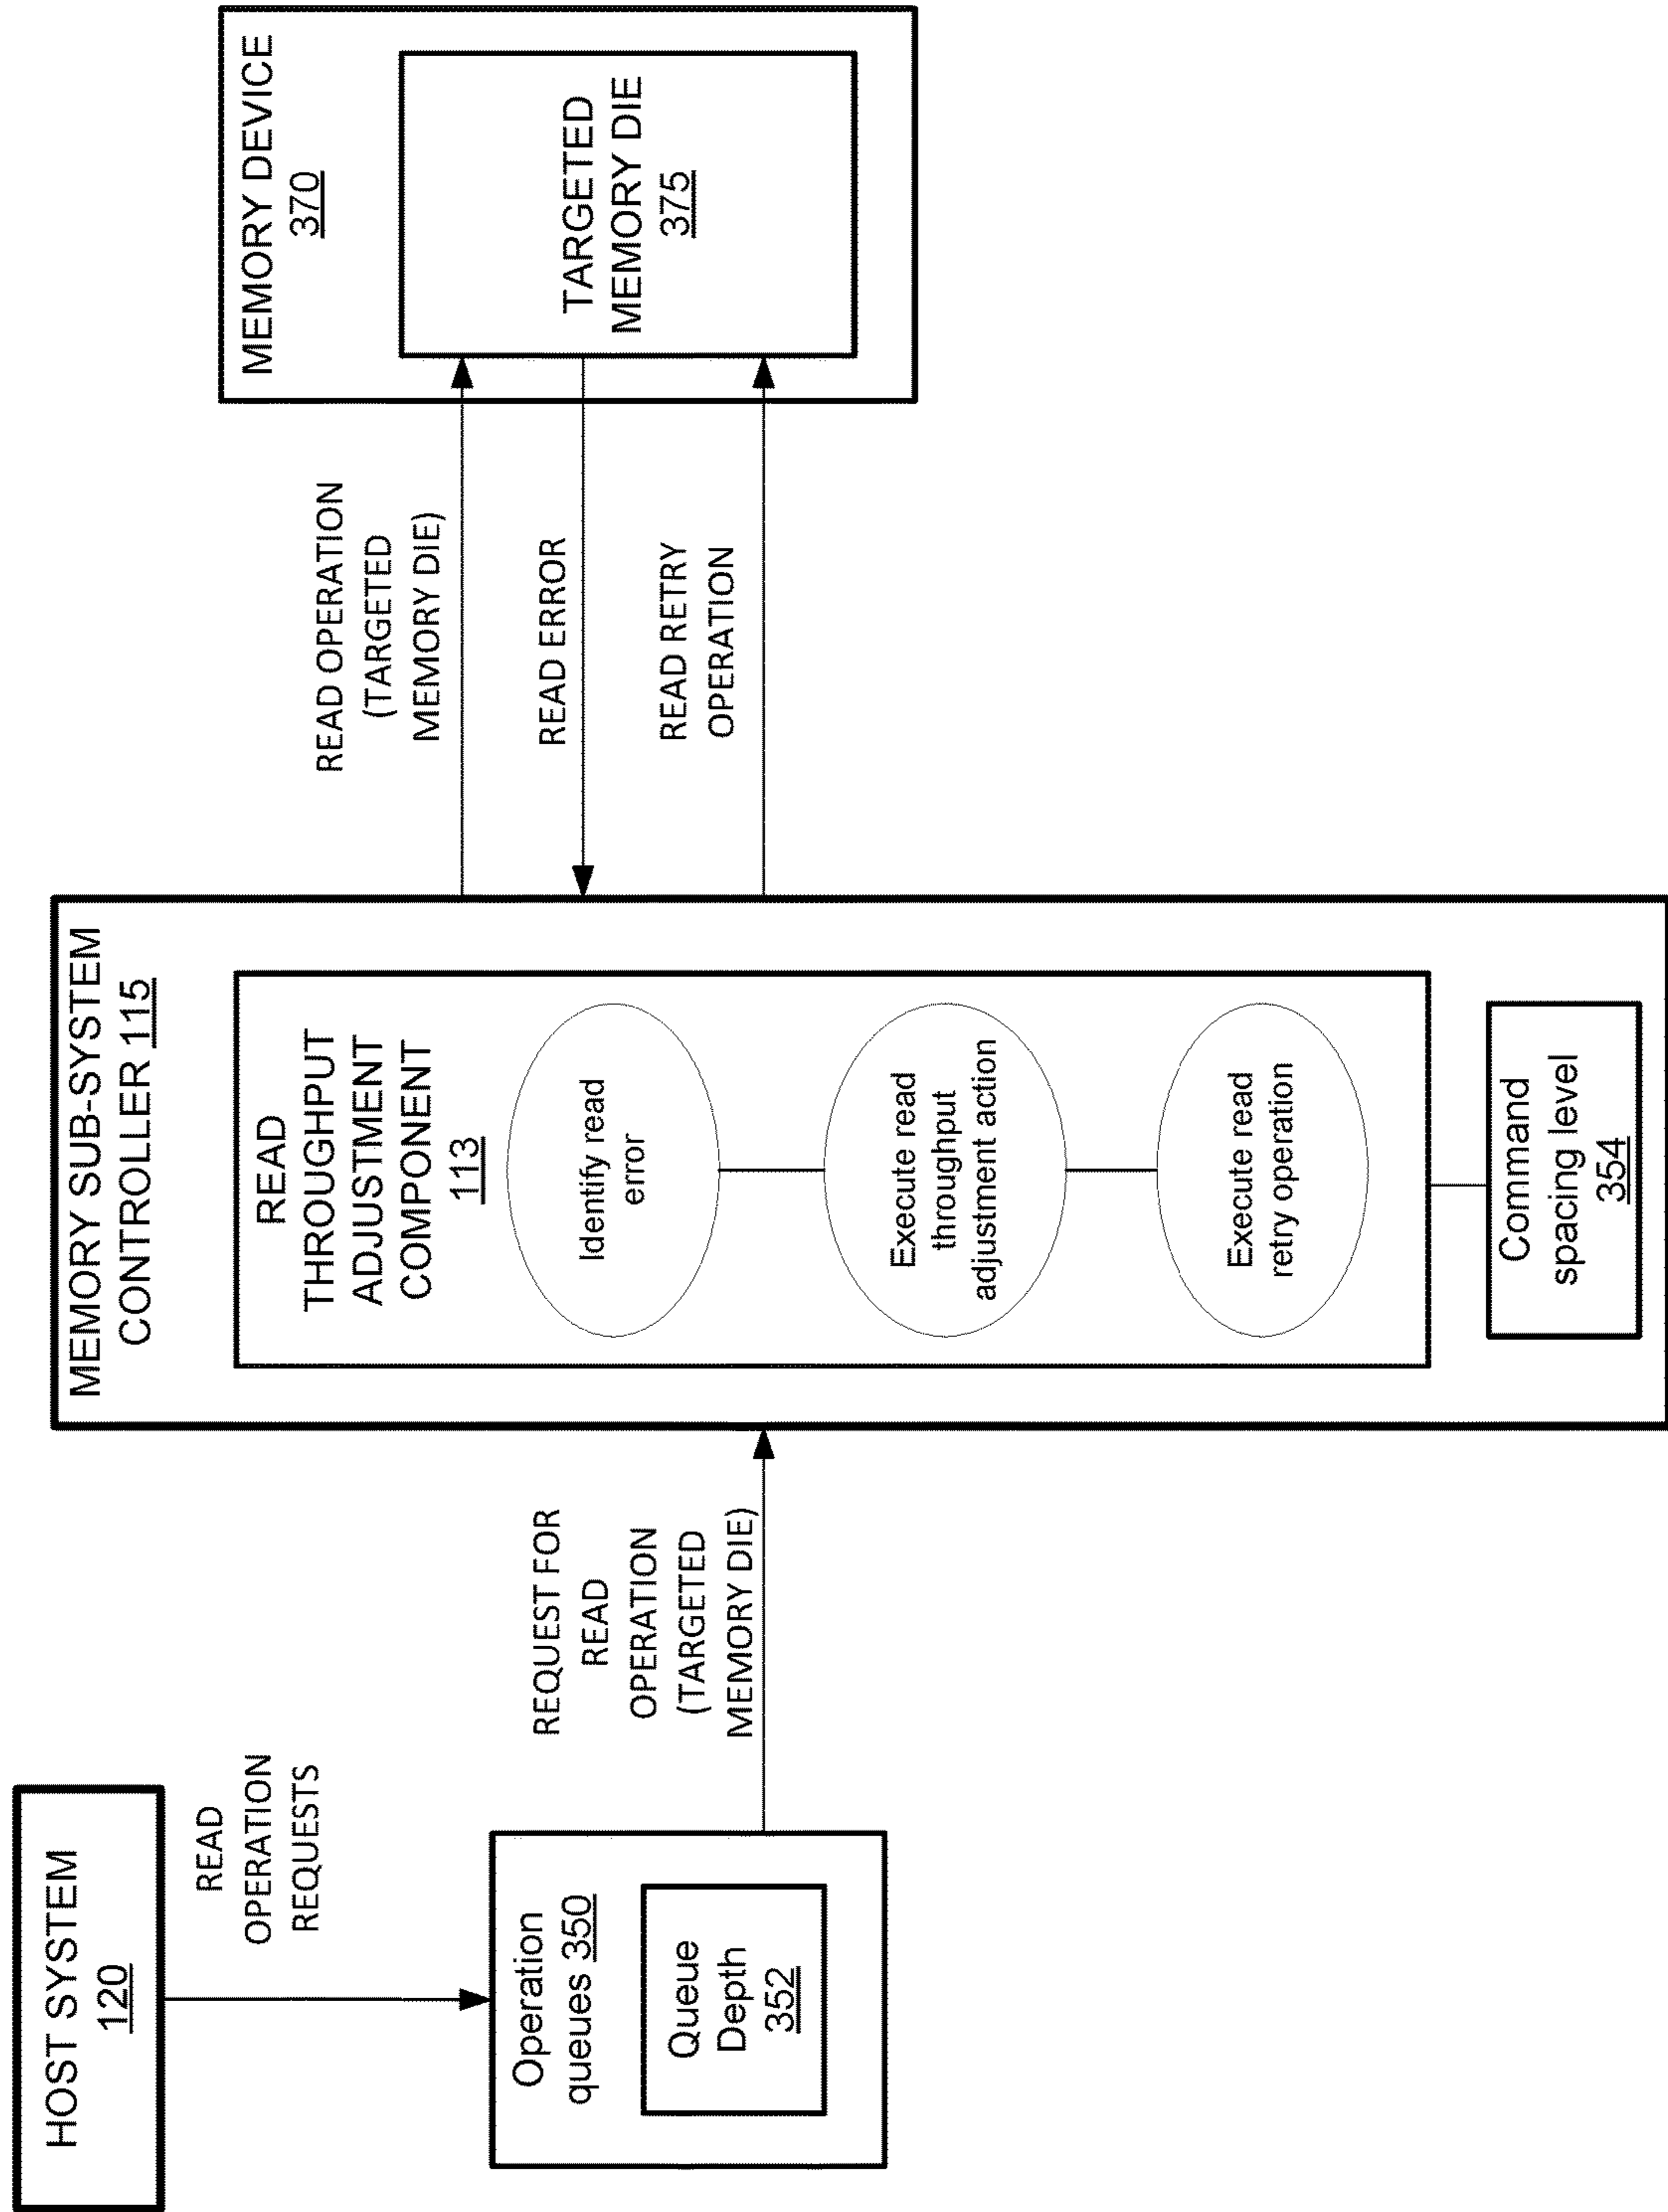 HOST SYSTEM
120
READ
OPERATION
REQUESTS
Operation
queues 350
Queue
Depth
352
REQUEST FOR
READ
OPERATION
(TARGETED
MEMORY DIE)
MEMORY SUB-SYSTEM
CONTROLLER 115
READ
THROUGHPUT
ADJUSTMENT
COMPONENT
113
Identify read
error
Execute read
throughput
adjustment action
Execute read
retry operation
Command
spacing level
354
READ OPERATION
(TARGETED
MEMORY DIE)
READ ERROR
READ RETRY
OPERATION
MEMORY DEVICE
370
TARGETED
MEMORY DIE
375